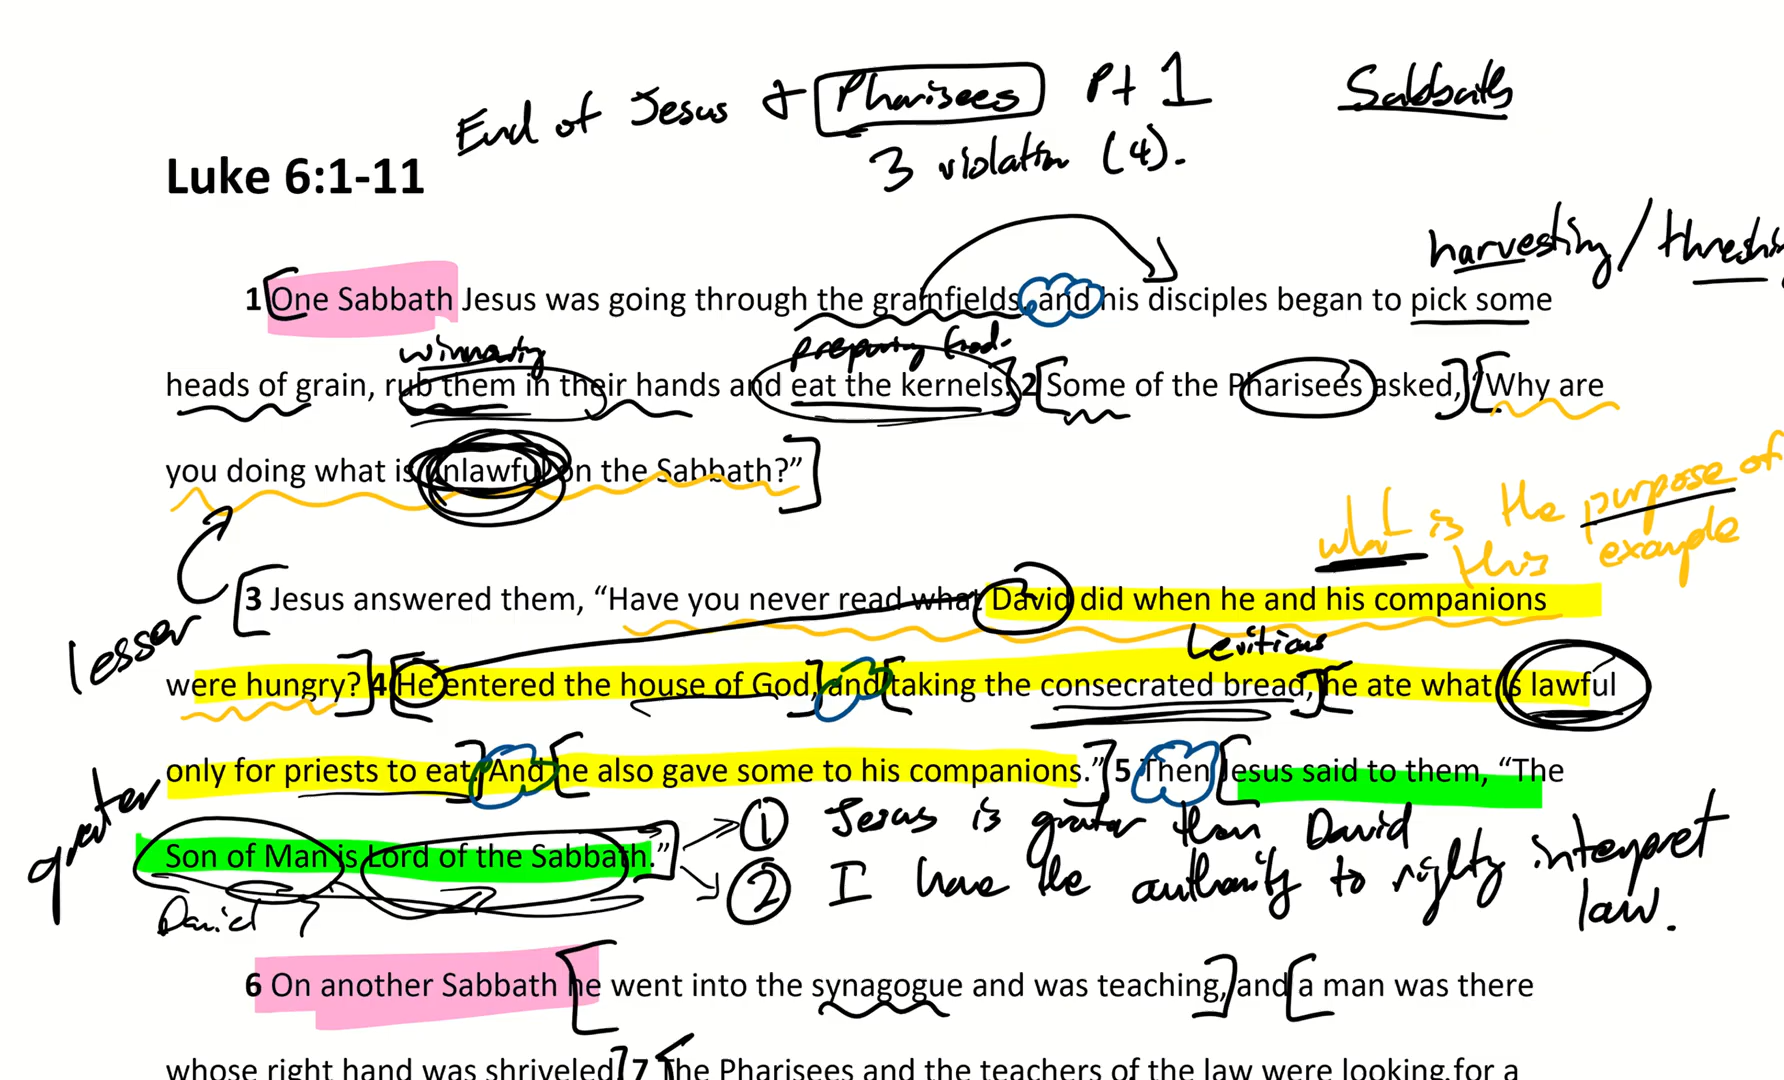 End of Jesus & Pharisees Pt 1
Sabbath
3 violation (4).
Luke 6:1-11
harvesting / threshi
1 One Sabbath Jesus was going through the grainfields, and his disciples began to pick some
winnowing preparing food.
heads of grain, rub them in their hands and eat the kernels. 2 Some of the Pharisees asked, “Why are
you doing what is unlawful on the Sabbath?”
what is the purpose of
this example
3 Jesus answered them, “Have you never read what David did when he and his companions
lesser
Leviticus
were hungry? 4 He entered the house of God, and taking the consecrated bread, he ate what is lawful
only for priests to eat. And he also gave some to his companions.” 5 Then Jesus said to them, “The
greater
① Jesus is greater than David
Son of Man is Lord of the Sabbath.”
② I have the authority to rightly interpret
law.
Daniel 7
6 On another Sabbath he went into the synagogue and was teaching, and a man was there
whose right hand was shriveled. 7 The Pharisees and the teachers of the law were looking for a